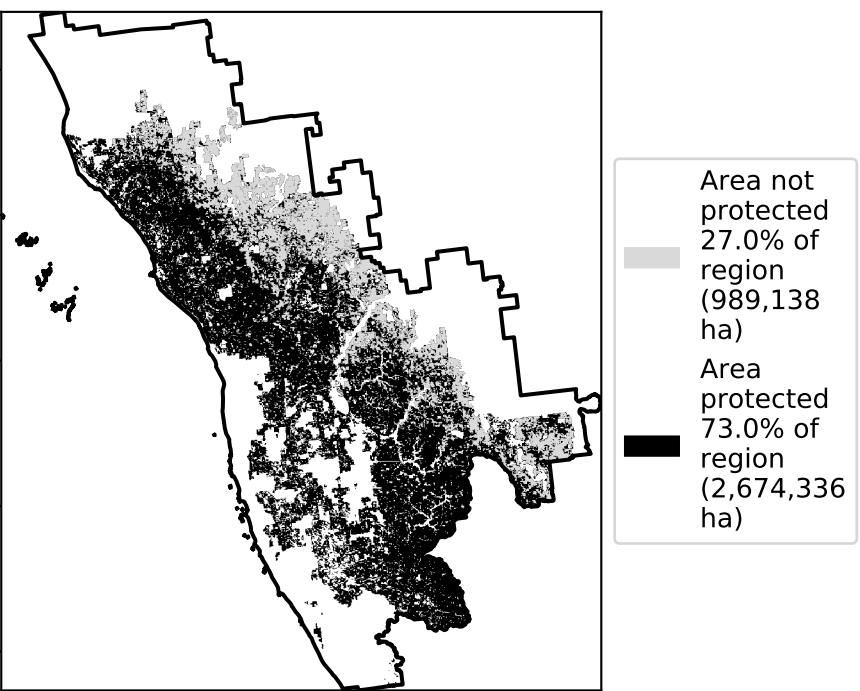 Area not
protected
27.0% of
region
(989,138
ha)
Area
protected
73.0% of
region
(2,674,336
ha)